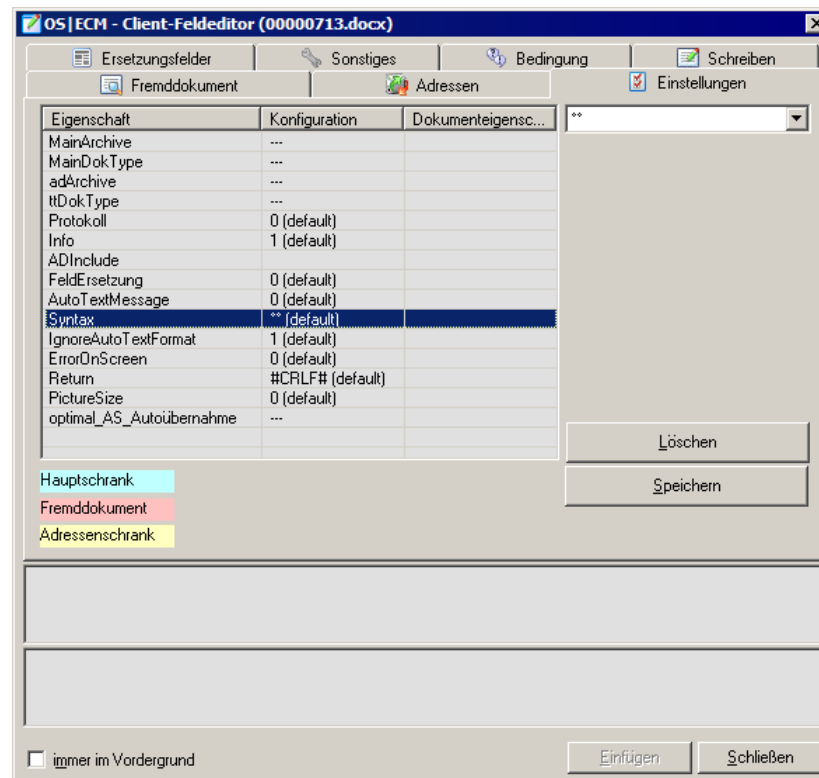 OS|ECM - Client-Feldeditor (00000713.docx)
Ersetzungsfelder Sonstiges Bedingung Schreiben
Fremddokument Adressen Einstellungen
Eigenschaft Konfiguration Dokumenteigensc... **
MainArchive ---
MainDokType ---
adArchive ---
ttDokType ---
Protokoll 0 (default)
Info 1 (default)
ADInclude
FeldErsetzung 0 (default)
AutoTextMessage 0 (default)
Syntax ** (default)
IgnoreAutoTextFormat 1 (default)
ErrorOnScreen 0 (default)
Return #CRLF# (default)
PictureSize 0 (default)
optimal_AS_Autoübernahme ---
Löschen
Speichern
Hauptschrank
Fremddokument
Adressenschrank
immer im Vordergrund
Einfügen Schließen